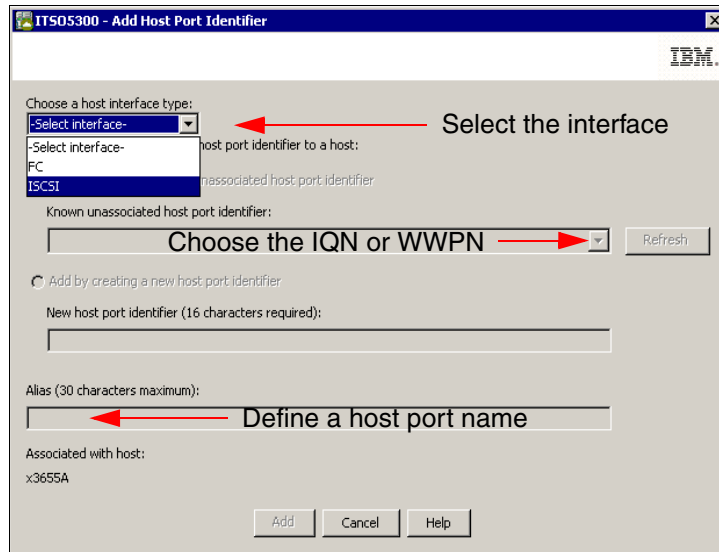 ITSO5300 - Add Host Port Identifier
IBM.
Choose a host interface type:
-Select interface-
Select the interface
-Select interface-
FC
ISCSI
ost port identifier to a host:
nassociated host port identifier
Known unassociated host port identifier:
Choose the IQN or WWPN
Refresh
Add by creating a new host port identifier
New host port identifier (16 characters required):
Alias (30 characters maximum):
Define a host port name
Associated with host:
x3655A
Add Cancel Help